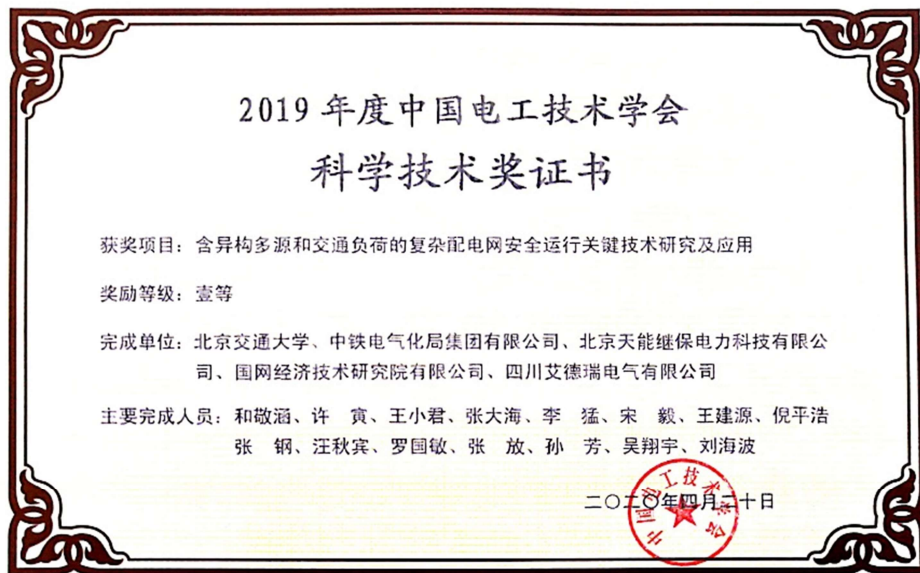 2019 年度中国电工技术学会
科学技术奖证书
获奖项目：含异构多源和交通负荷的复杂配电网安全运行关键技术研究及应用
奖励等级：壹等
完成单位：北京交通大学、中铁电气化局集团有限公司、北京天能继保电力科技有限公
司、国网经济技术研究院有限公司、四川艾德瑞电气有限公司
主要完成人员：和敬涵、许　寅、王小君、张大海、李　猛、宋　毅、王建源、倪平浩
张　钢、汪秋宾、罗国敏、张　放、孙　芳、吴翔宇、刘海波
二〇二〇年四月二十日
中国电工技术学会